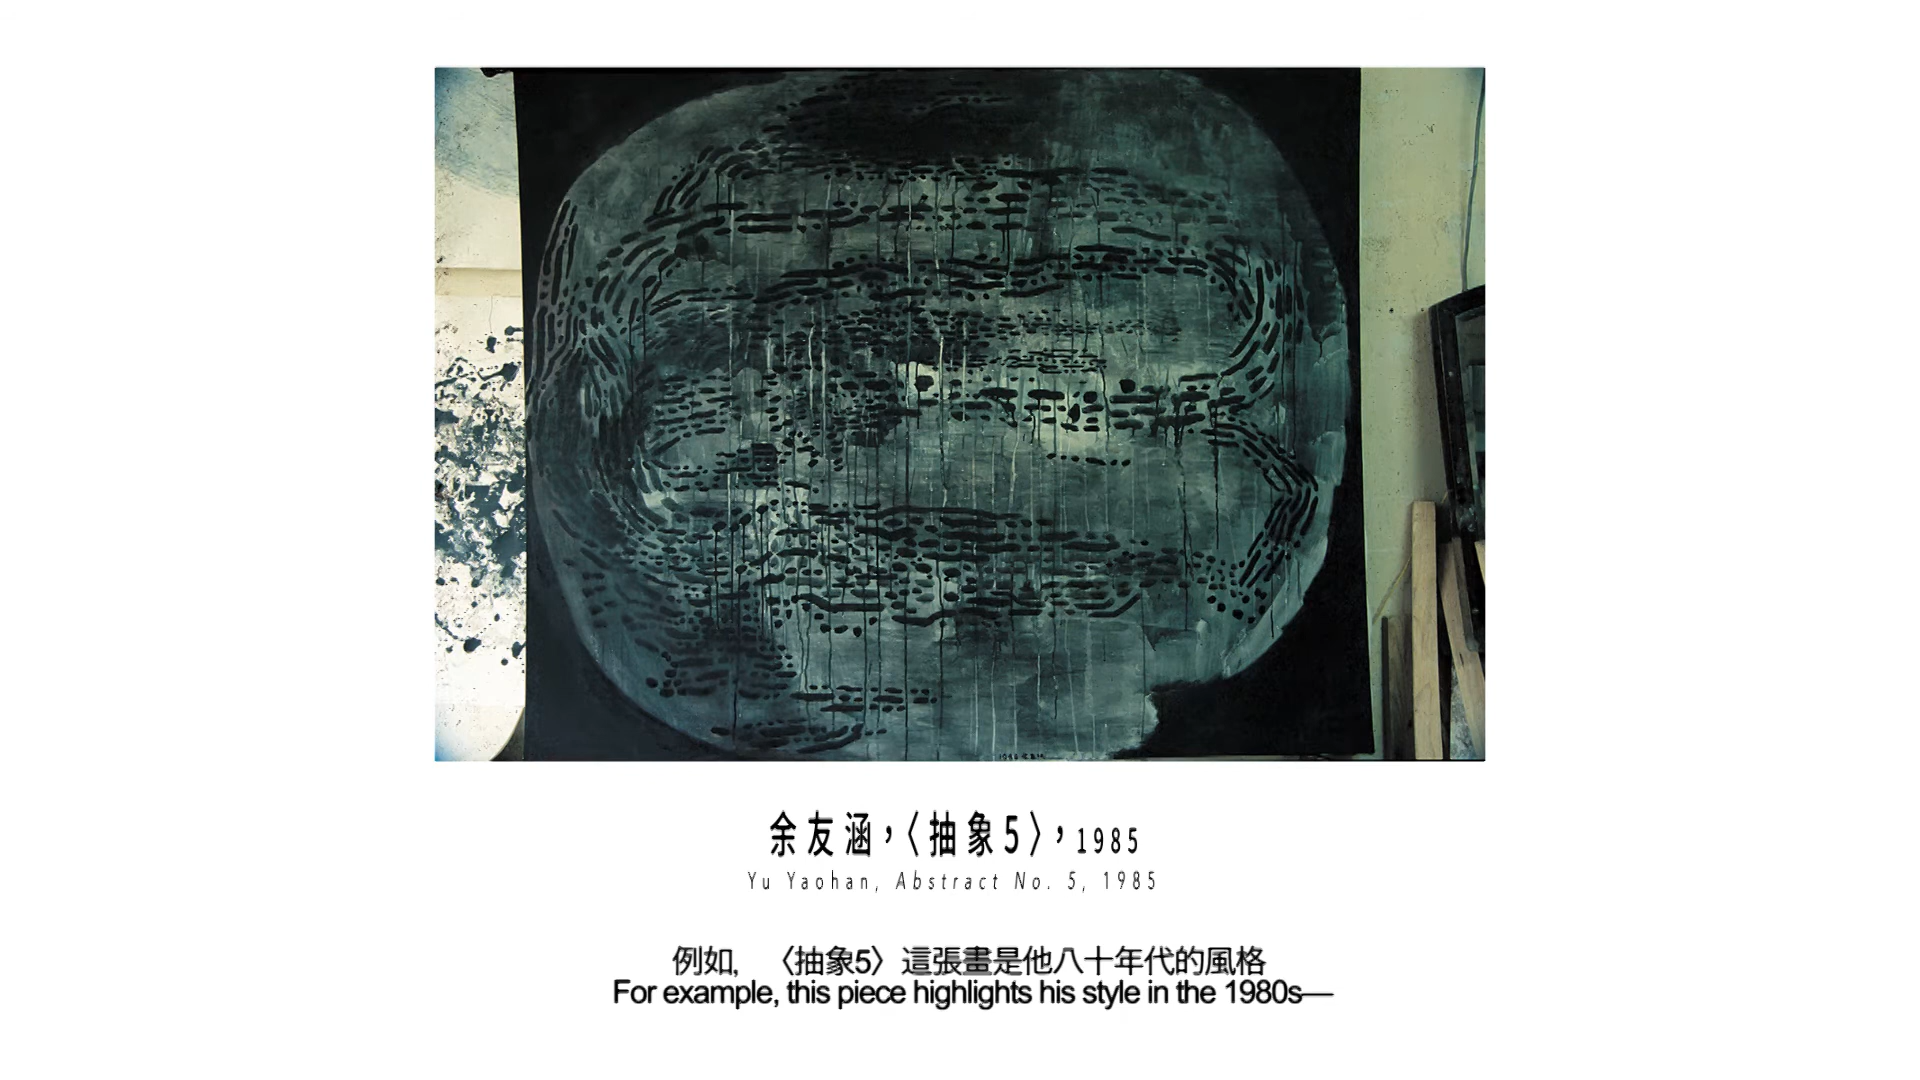 余友涵，〈抽象5〉，1985
Yu Yaohan, Abstract No. 5, 1985
例如, 〈抽象5〉這張畫是他八十年代的風格
For example, this piece highlights his style in the 1980s—